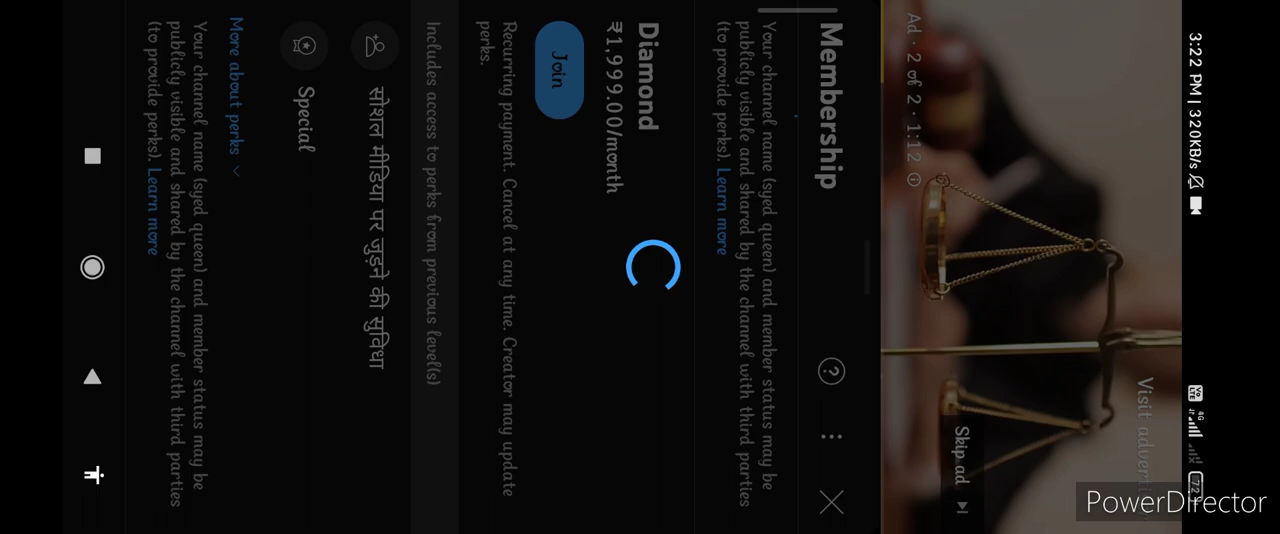 3:22 PM | 320KB/s
Vo LTE 4G 72
Visit advert
Ad · 2 of 2 · 1:12
Skip ad
Membership
Your channel name (syed queen) and member status may be
publicly visible and shared by the channel with third parties
(to provide perks). Learn more
Diamond
₹1,999.00/month
Join
Recurring payment. Cancel at any time. Creator may update
perks.
Includes access to perks from previous level(s)
सोशल मीडिया पर जुड़ने की सुविधा
Special
More about perks
Your channel name (syed queen) and member status may be
publicly visible and shared by the channel with third parties
(to provide perks). Learn more
PowerDirector